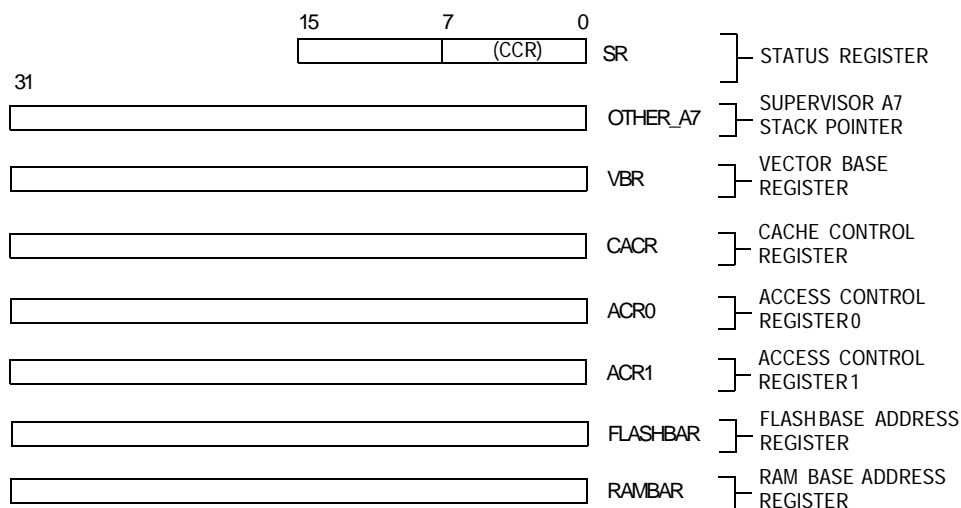 15 7 0
(CCR) SR STATUS REGISTER
31
OTHER_A7 SUPERVISOR A7
STACK POINTER
VBR VECTOR BASE
REGISTER
CACR CACHE CONTROL
REGISTER
ACR0 ACCESS CONTROL
REGISTER0
ACR1 ACCESS CONTROL
REGISTER1
FLASHBAR FLASHBASE ADDRESS
REGISTER
RAMBAR RAM BASE ADDRESS
REGISTER